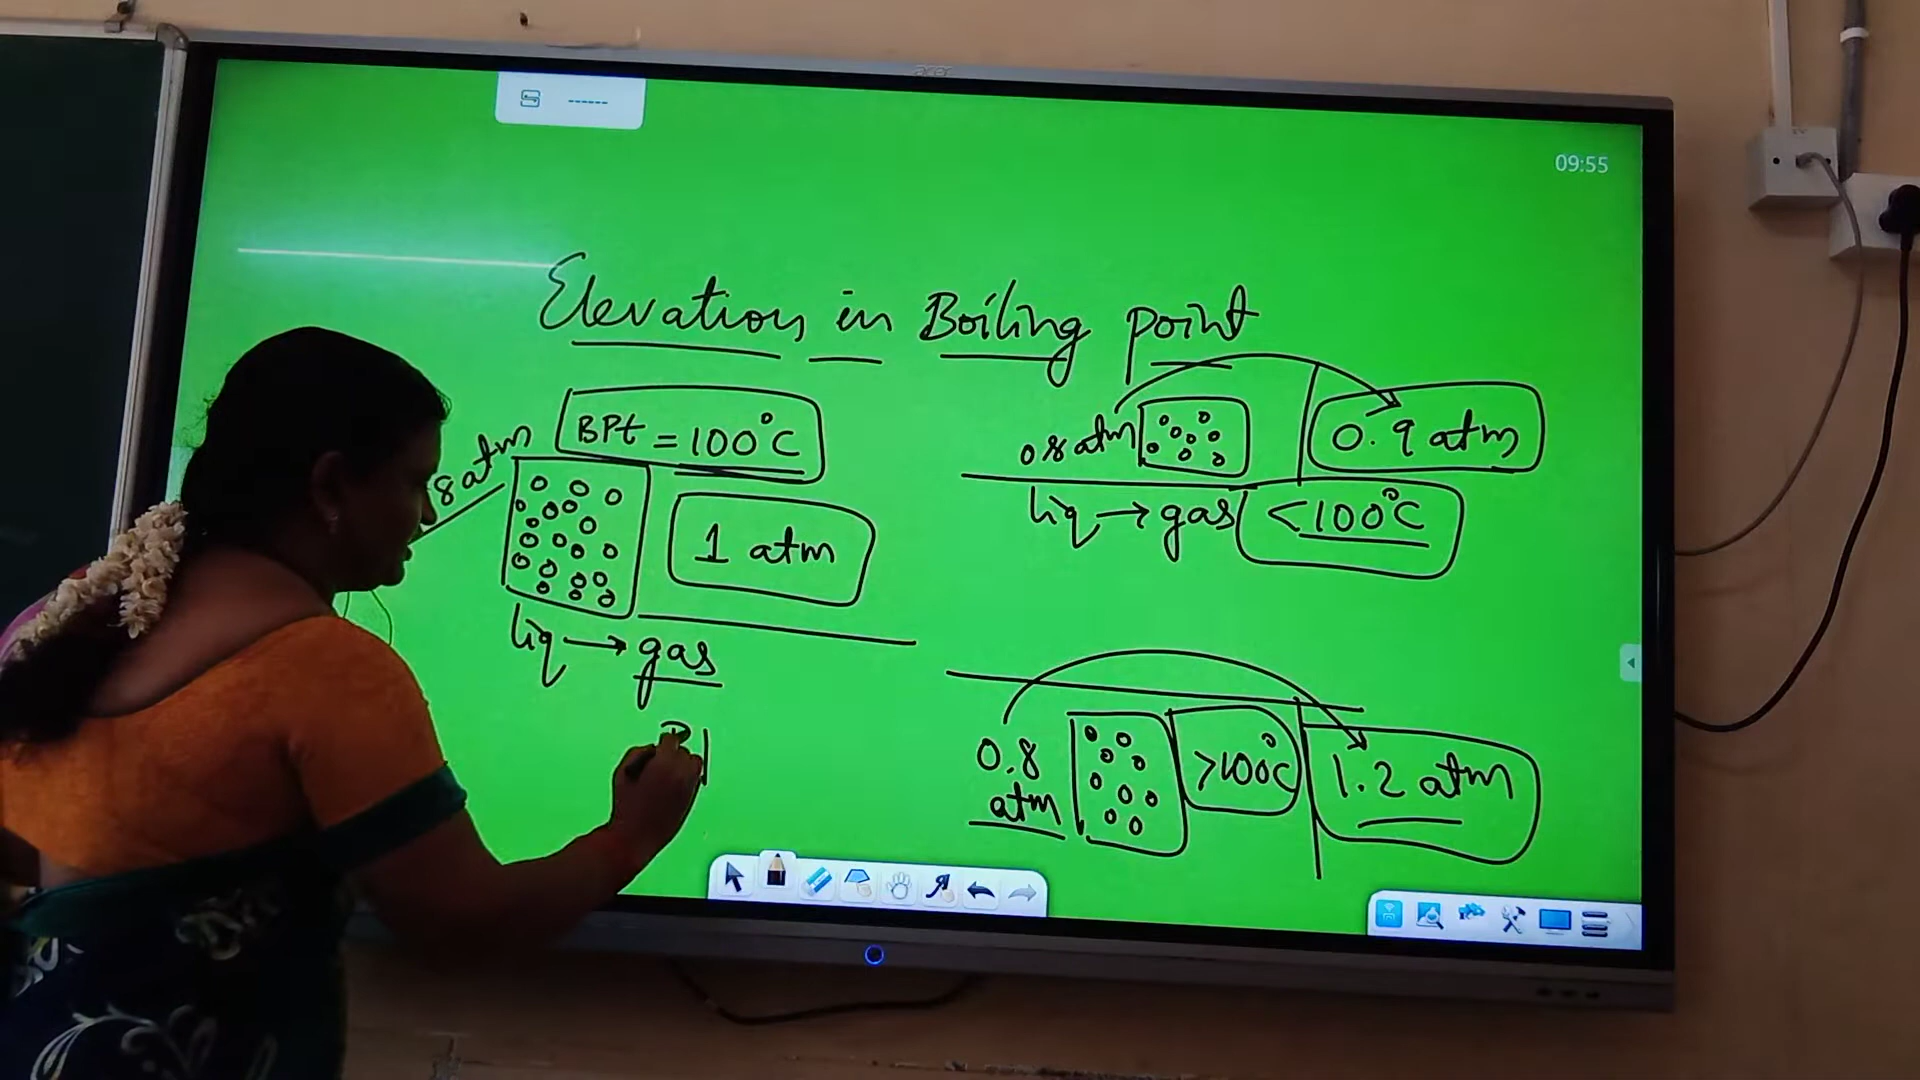 acer
09:55
Elevation in Boiling point
BPt = 100°C
8 atm
1 atm
liq → gas
0.8 atm
0.9 atm
liq → gas
<100°C
0.8
atm
>100°C
1.2 atm